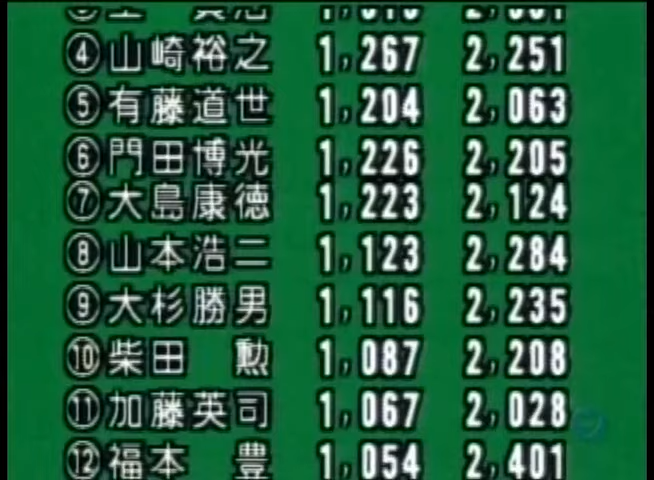 ④山崎裕之 1,267 2,251
⑤有藤道世 1,204 2,063
⑥門田博光 1,226 2,205
⑦大島康徳 1,223 2,124
⑧山本浩二 1,123 2,284
⑨大杉勝男 1,116 2,235
⑩柴田 勲 1,087 2,208
⑪加藤英司 1,067 2,028
⑫福本 豊 1,054 2,401